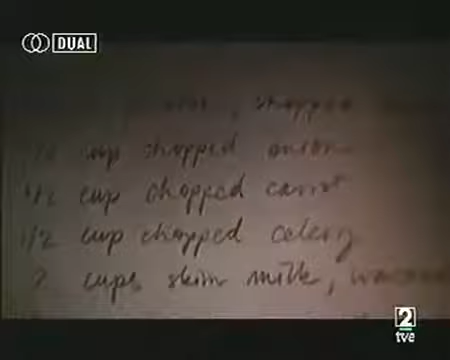 DUAL
, chopped
1/2 cup chopped onion
1/2 cup chopped carrot
1/2 cup chopped celery
2 cups skim milk,
2
tve